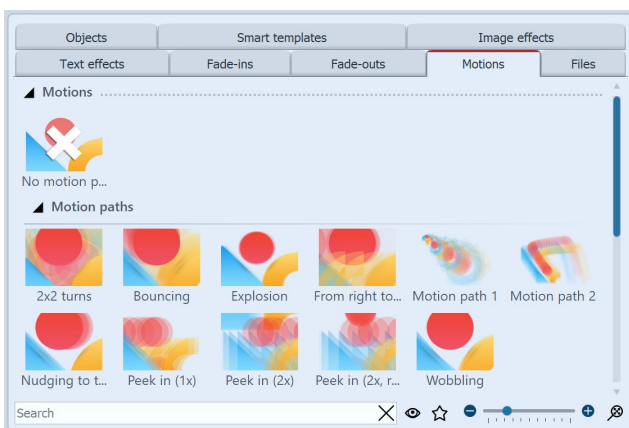 Objects Smart templates Image effects
Text effects Fade-ins Fade-outs Motions Files
Motions
No motion p...
Motion paths
2x2 turns Bouncing Explosion From right to... Motion path 1 Motion path 2
Nudging to t... Peek in (1x) Peek in (2x) Peek in (2x, r... Wobbling
Search